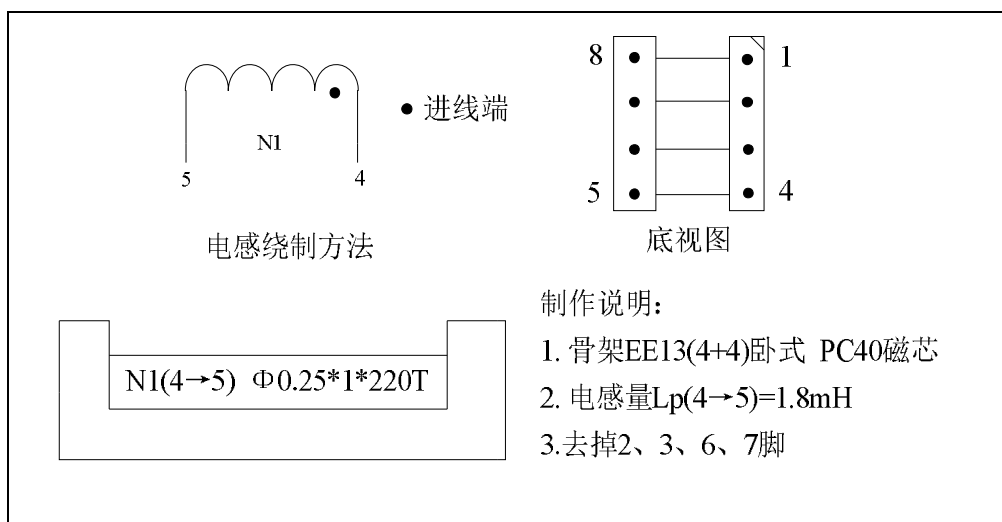 8
1
● 进线端
N1
5
4
5
4
电感绕制方法
底视图
制作说明:
1. 骨架EE13(4+4)卧式 PC40磁芯
N1(4→5) Φ0.25*1*220T
2. 电感量Lp(4→5)=1.8mH
3.去掉2、3、6、7脚